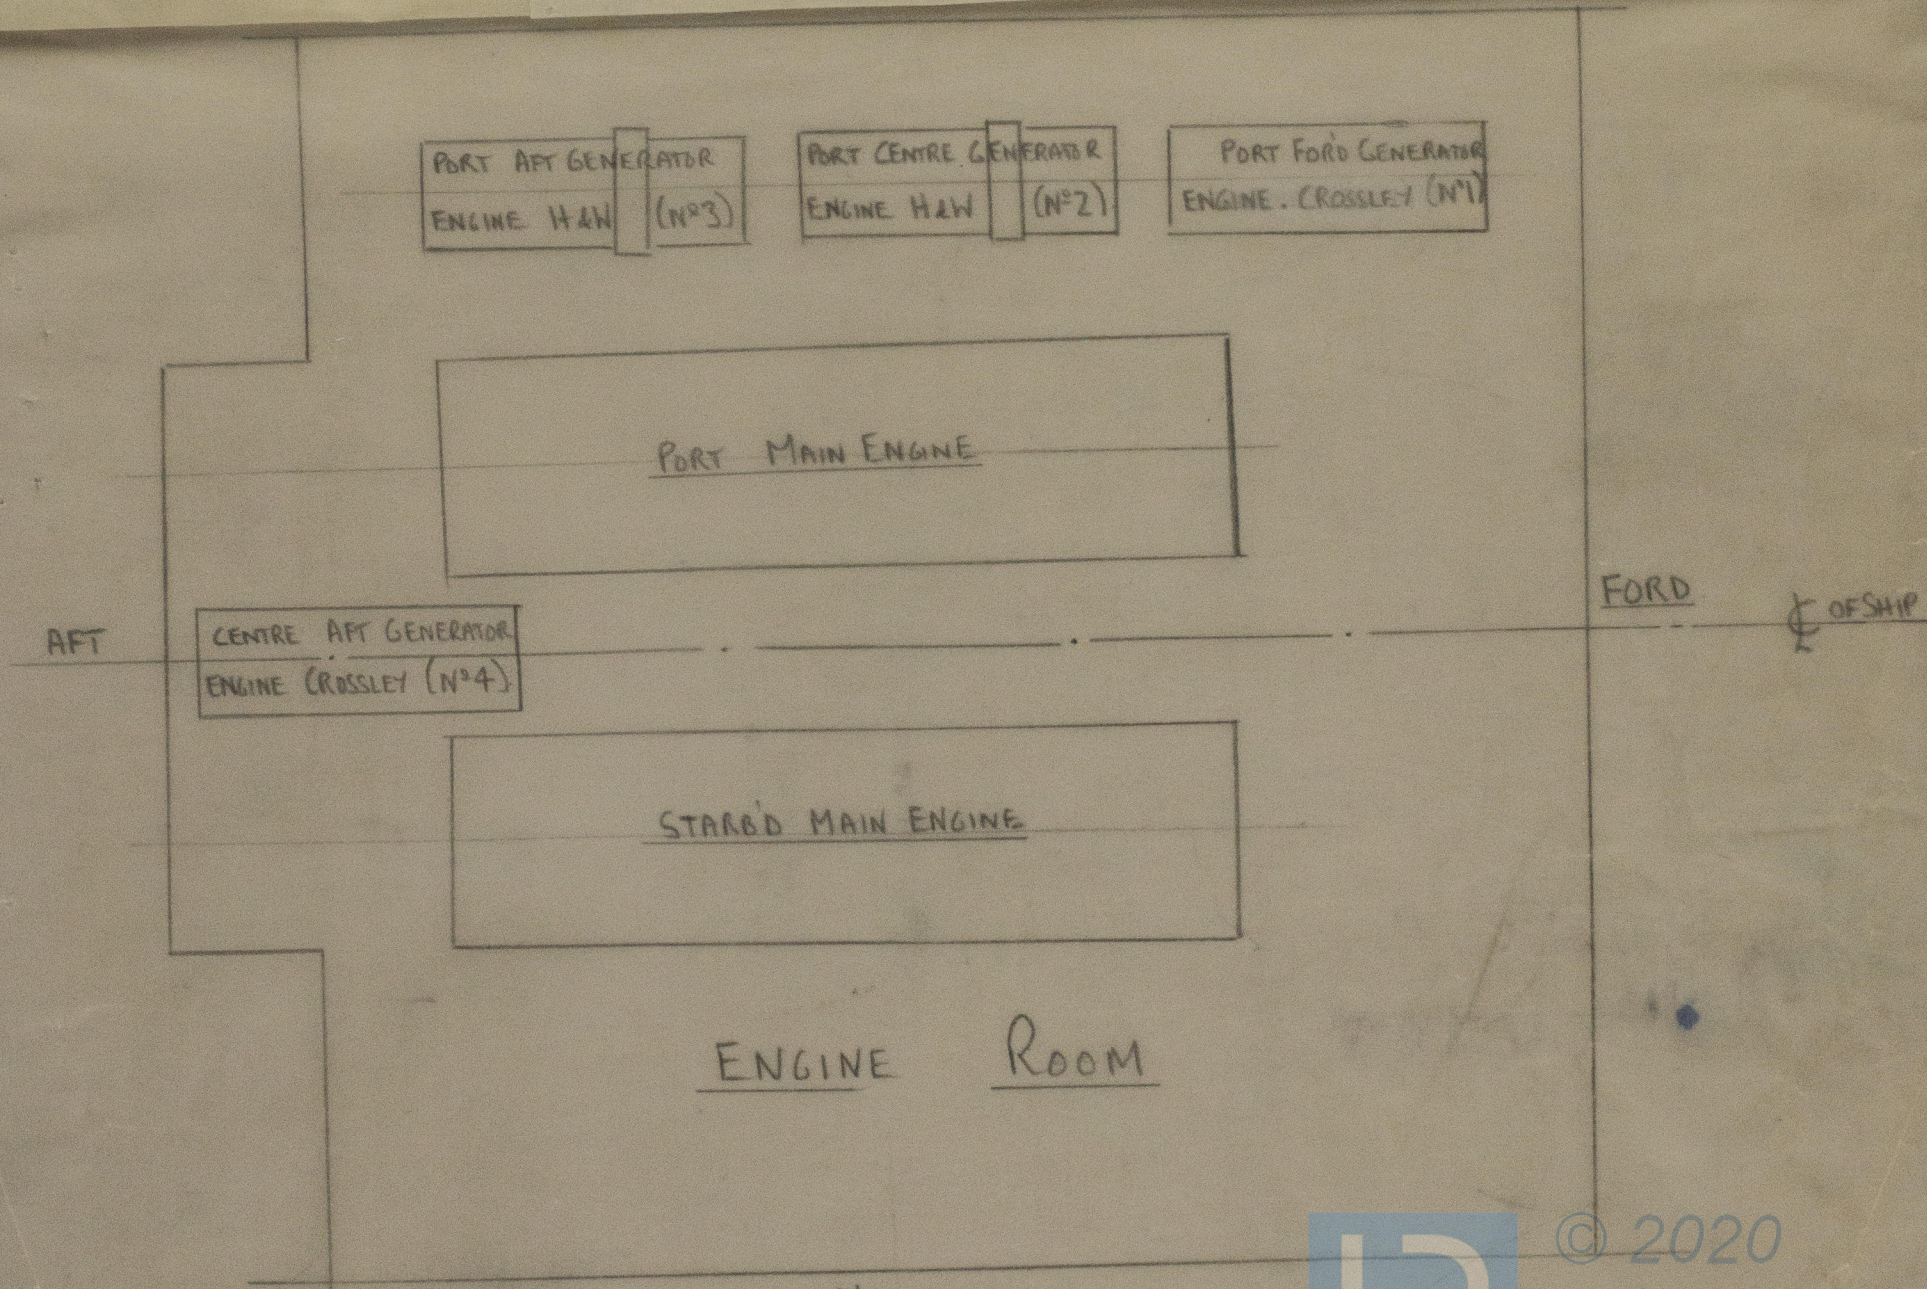 PORT AFT GENERATOR
ENGINE H&W (Nº3)
PORT CENTRE GENERATOR
ENGINE H&W (Nº2)
PORT FOR'D GENERATOR
ENGINE. CROSSLEY (Nº1)
PORT MAIN ENGINE
AFT
CENTRE AFT GENERATOR
ENGINE CROSSLEY (Nº4)
FORD
℄ OF SHIP
STARB'D MAIN ENGINE
ENGINE ROOM
© 2020